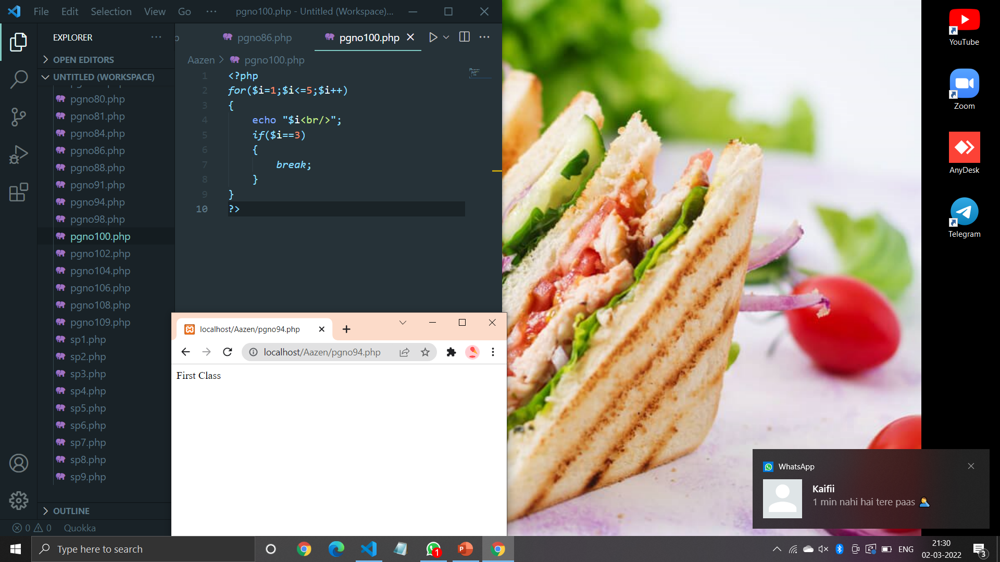 File Edit Selection View Go ··· pgno100.php - Untitled (Workspace)...
EXPLORER
OPEN EDITORS
UNTITLED (WORKSPACE)
pgno80.php
pgno81.php
pgno84.php
pgno86.php
pgno88.php
pgno91.php
pgno94.php
pgno98.php
pgno100.php
pgno102.php
pgno104.php
pgno106.php
pgno108.php
pgno109.php
sp1.php
sp2.php
sp3.php
sp4.php
sp5.php
sp6.php
sp7.php
sp8.php
sp9.php
OUTLINE
0 0 Quokka
pgno86.php pgno100.php
Aazen > pgno100.php
1 <?php
2 for($i=1;$i<=5;$i++)
3 {
4 echo "$i<br/>";
5 if($i==3)
6 {
7 break;
8 }
9 }
10 ?>
localhost/Aazen/pgno94.php
localhost/Aazen/pgno94.php
First Class
YouTube
Zoom
AnyDesk
Telegram
WhatsApp
Kaifii
1 min nahi hai tere paas 🤦‍♂️
Type here to search
1
P
ENG
21:30
02-03-2022
3